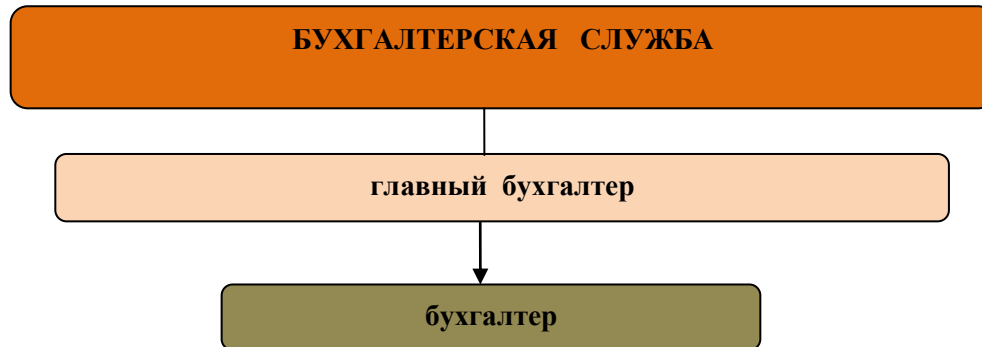 БУХГАЛТЕРСКАЯ СЛУЖБА
главный бухгалтер
бухгалтер